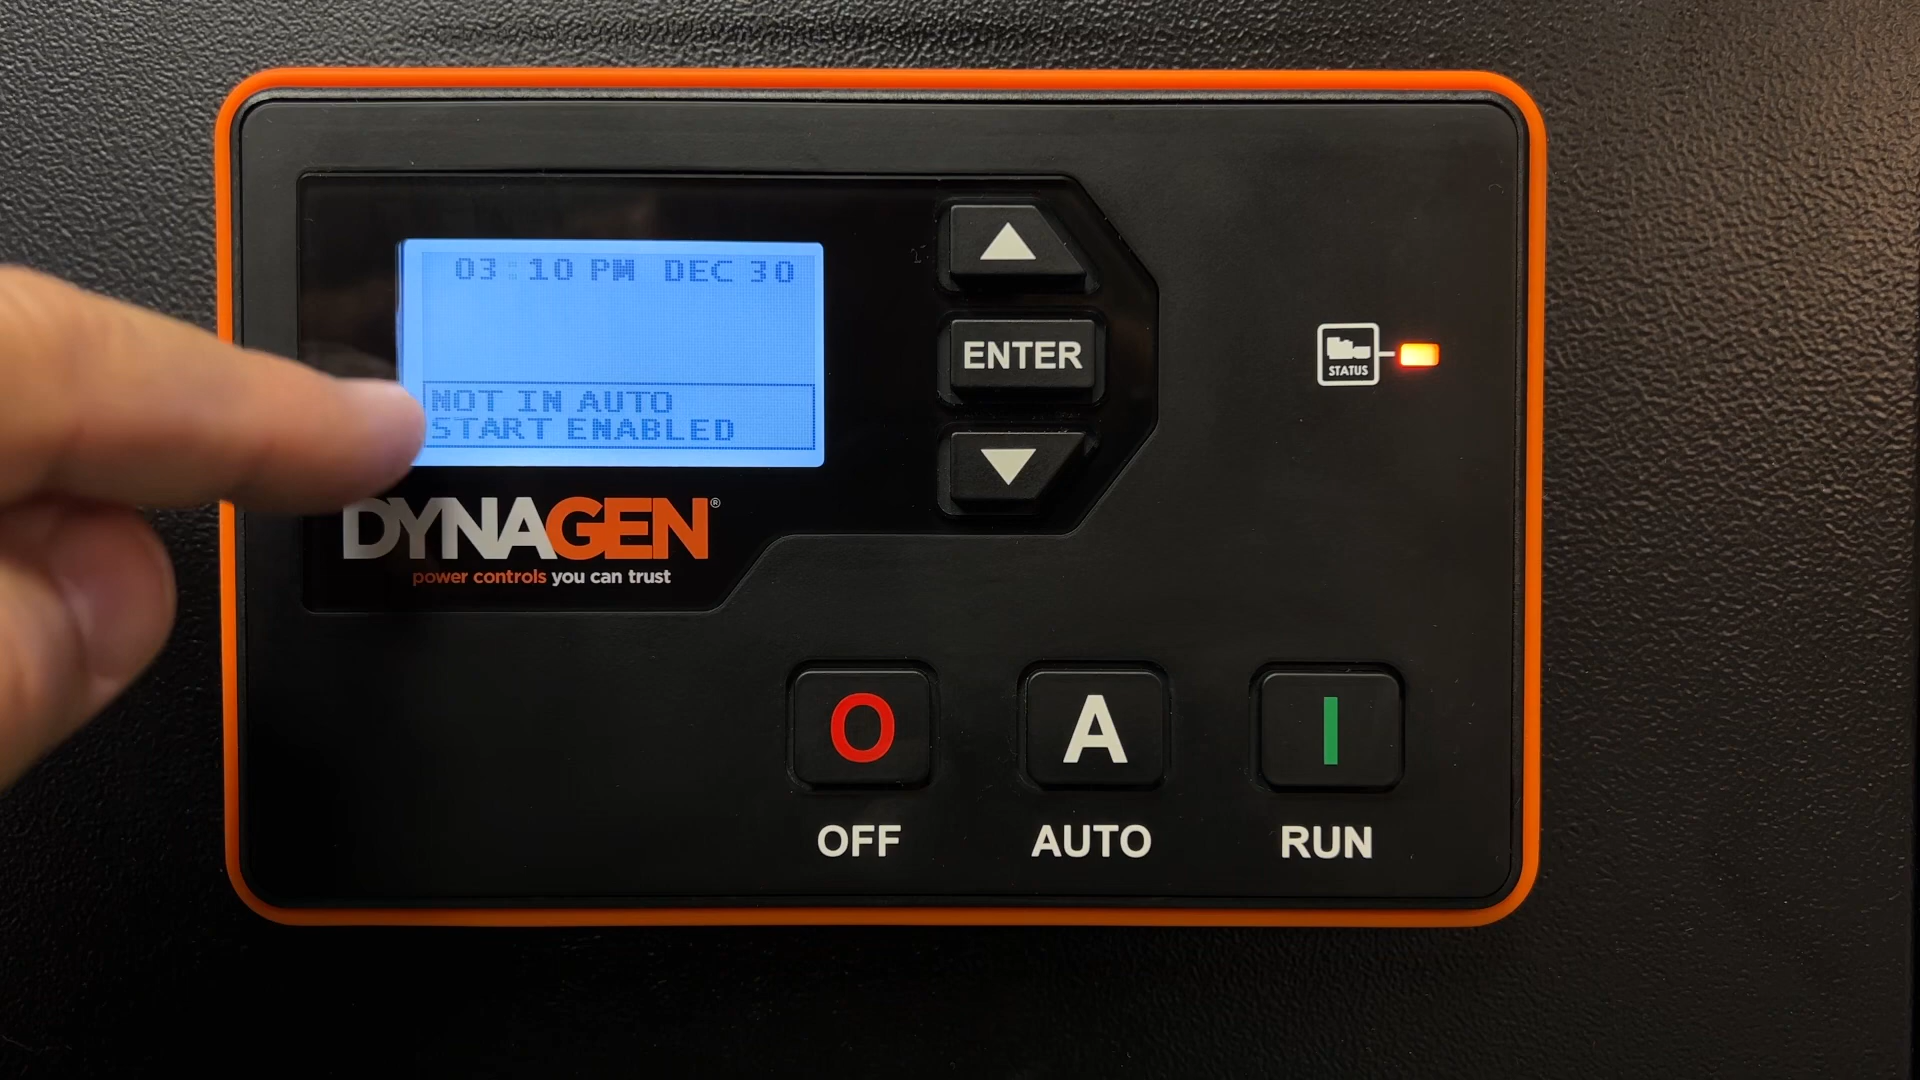 03:10 PM DEC 30
NOT IN AUTO
START ENABLED
DYNAGEN®
power controls you can trust
ENTER
STATUS
O
A
I
OFF
AUTO
RUN